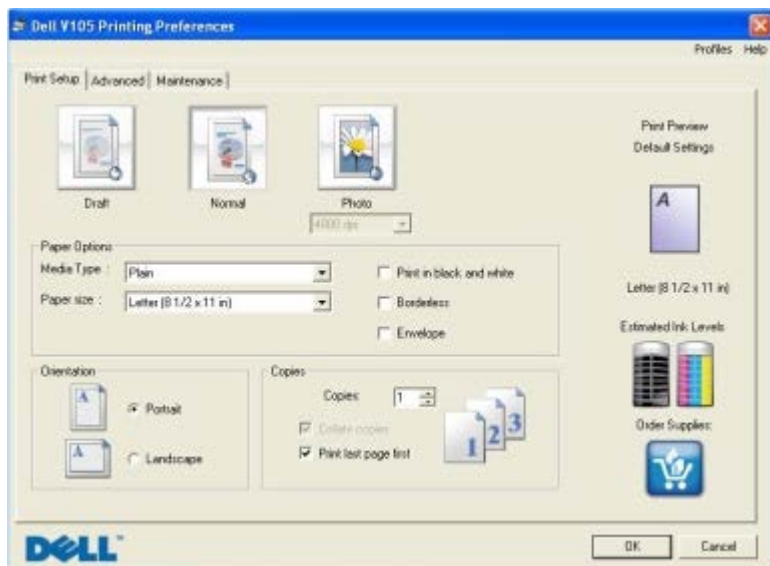 Dell V105 Printing Preferences
Profiles Help
Print Setup Advanced Maintenance
Draft
Normal
Photo
4800 dpi
Print Preview
Default Settings
A
Letter (8 1/2 x 11 in)
Paper Options
Media Type : Plain
Paper size : Letter (8 1/2 x 11 in)
Print in black and white
Borderless
Envelope
Estimated Ink Levels
Orientation
A Portrait
A Landscape
Copies
Copies: 1
Collate copies
Print last page first
1 2 3
Order Supplies:
DELL
OK Cancel